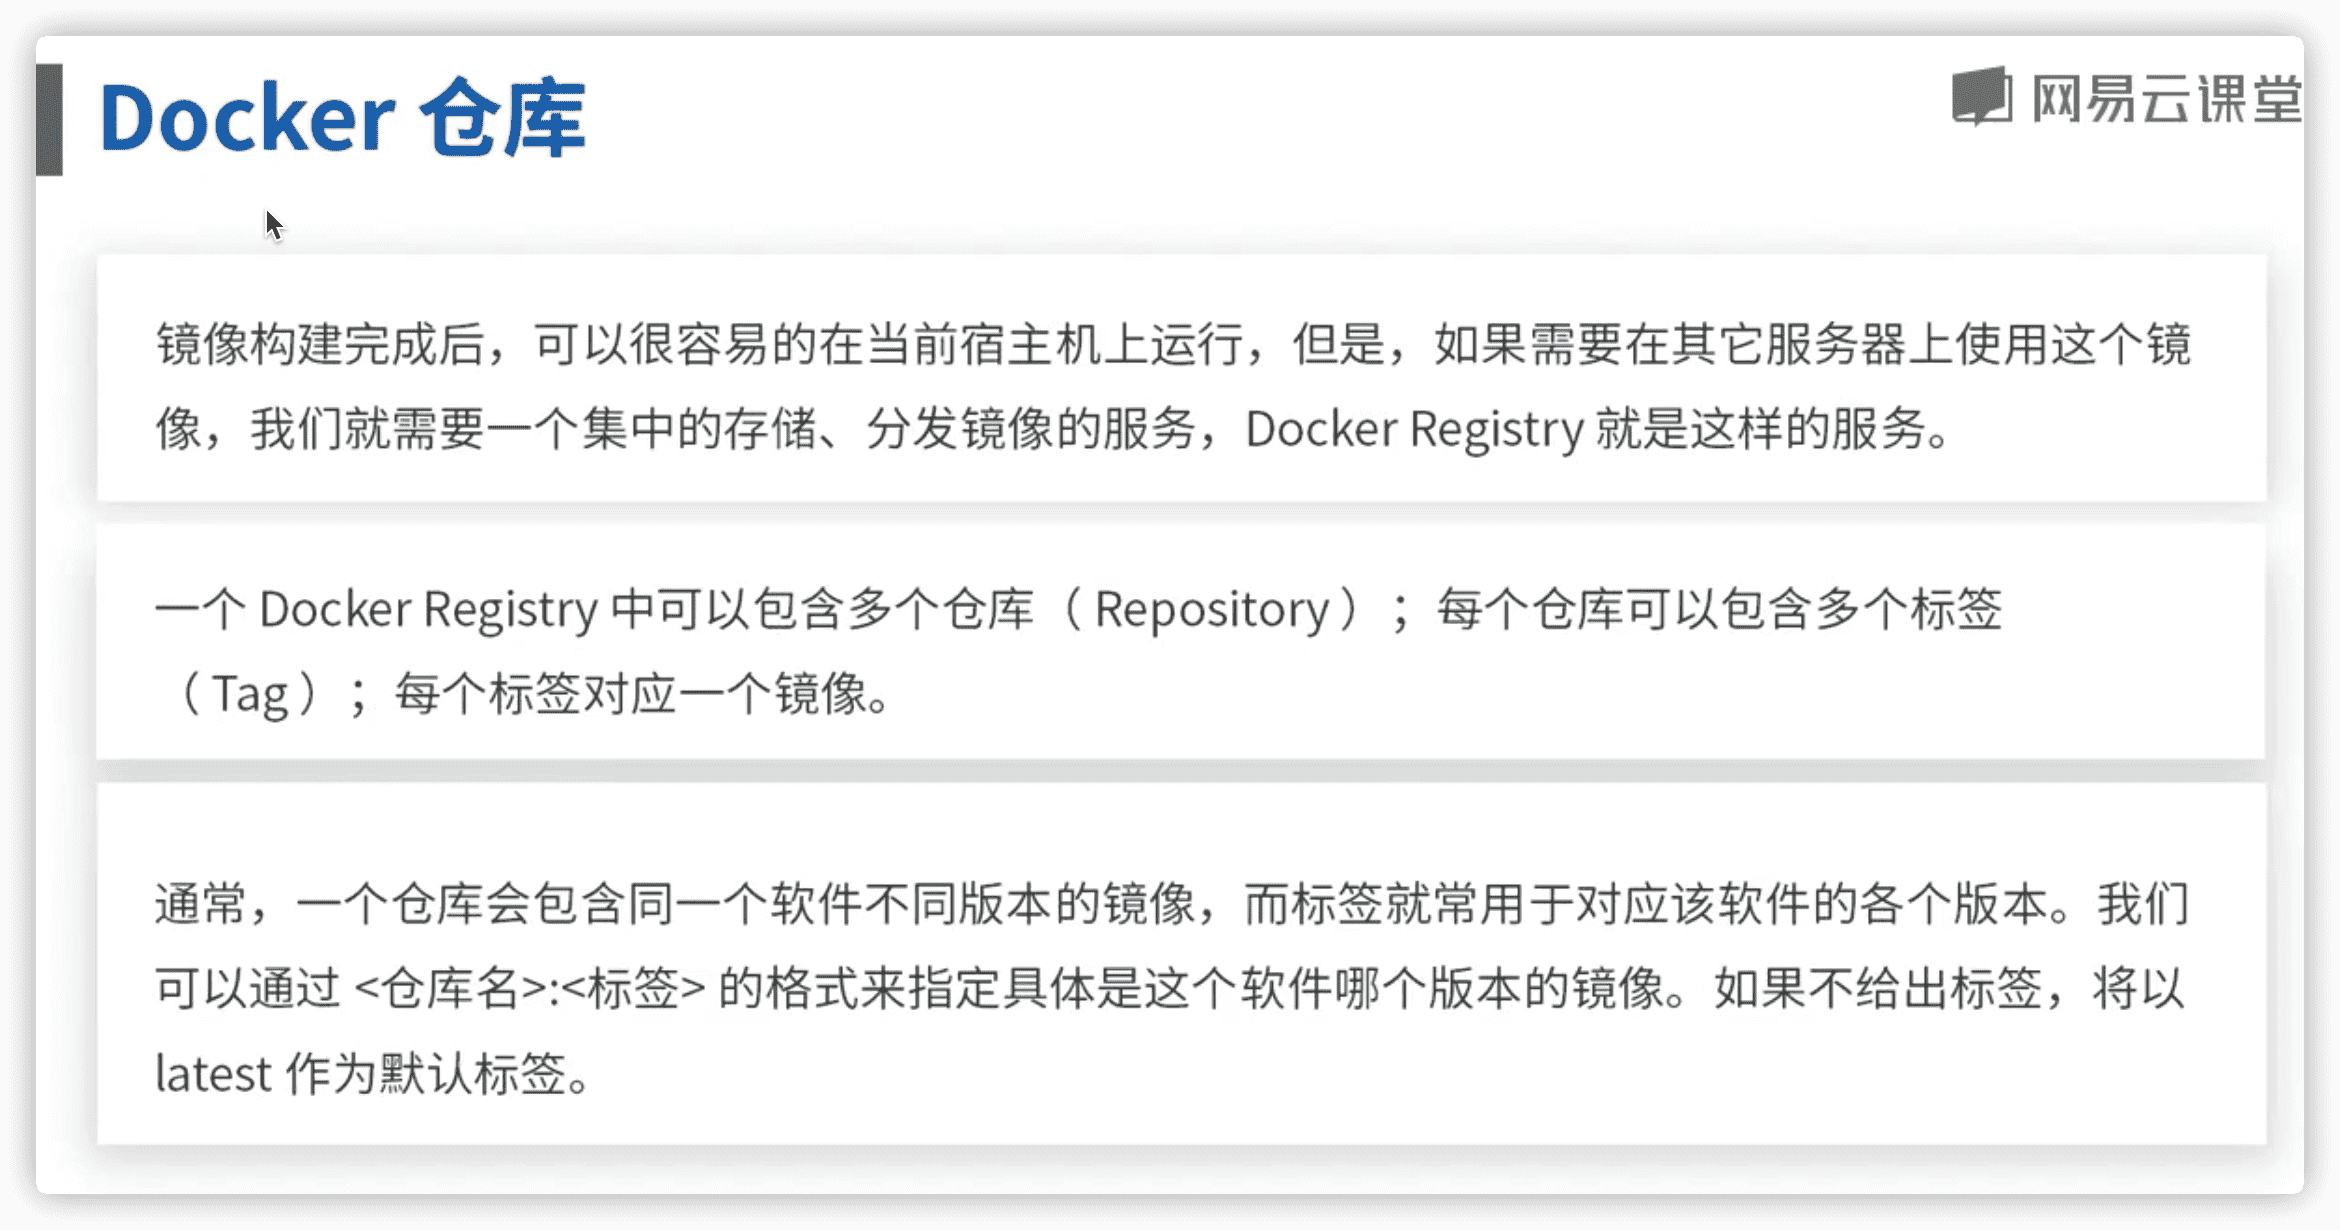 Docker 仓库
网易云课堂
镜像构建完成后，可以很容易的在当前宿主机上运行，但是，如果需要在其它服务器上使用这个镜
像，我们就需要一个集中的存储、分发镜像的服务，Docker Registry 就是这样的服务。
一个 Docker Registry 中可以包含多个仓库（ Repository ）；每个仓库可以包含多个标签
（ Tag ）；每个标签对应一个镜像。
通常，一个仓库会包含同一个软件不同版本的镜像，而标签就常用于对应该软件的各个版本。我们
可以通过 <仓库名>:<标签> 的格式来指定具体是这个软件哪个版本的镜像。如果不给出标签，将以
latest 作为默认标签。